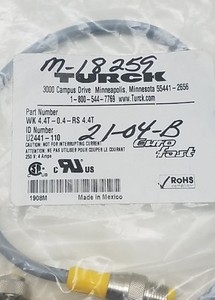 M-18259
TURCK
3000 Campus Drive Minneapolis, Minnesota 55441-2656
1-800-544-7769 www.Turck.com
Part Number
WK 4.4T-0.4-RS 4.4T
ID Number
U2441-110
21-04-B
CAUTION: NOT FOR INTERRUPTING CURRENT
ATTENTION: NE PAS UTILISER POUR COUPER LE COURANT
250 V: 4 Amps
euro
fast
RoHS
1908M
Made in Mexico